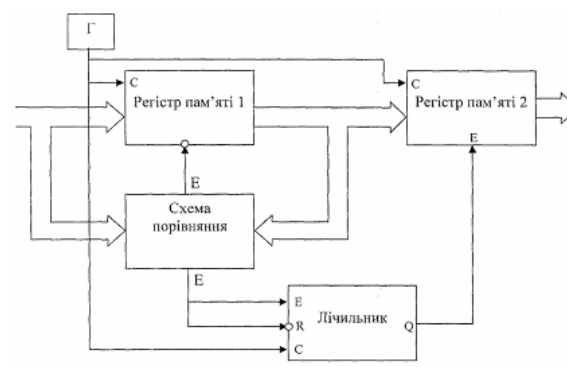 Г
С
Регістр пам’яті 1
С
Регістр пам’яті 2
Е
Е
Схема
порівняння
Е
Е
Лічильник
R
Q
С